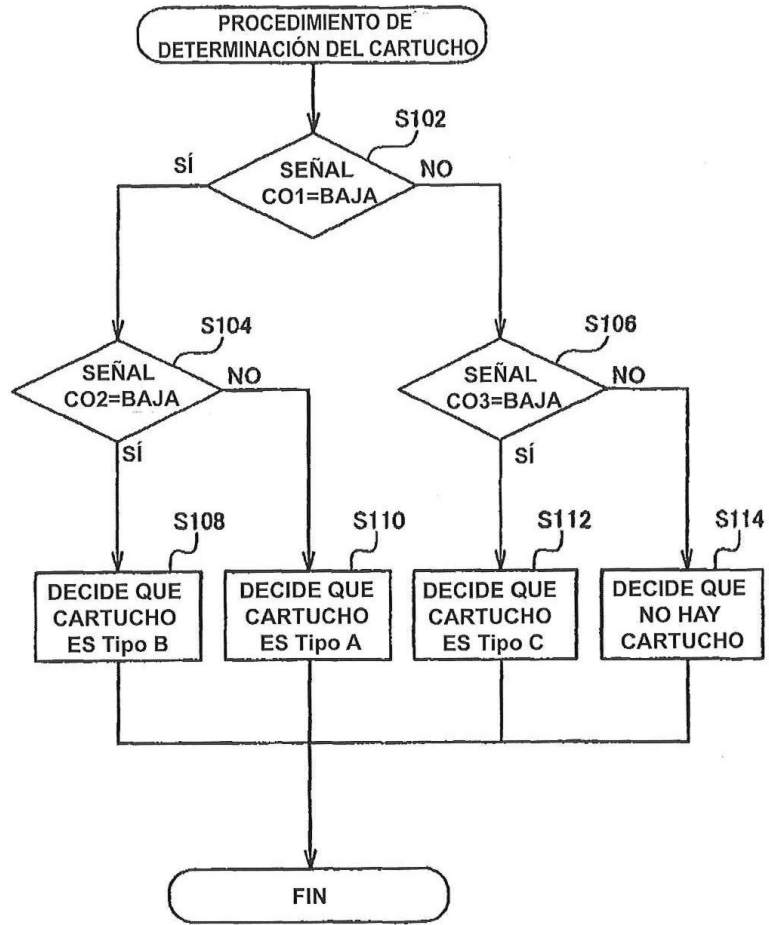 PROCEDIMIENTO DE
DETERMINACIÓN DEL CARTUCHO
S102
SÍ
SEÑAL
CO1=BAJA
NO
S104
SEÑAL
CO2=BAJA
NO
SÍ
S106
SEÑAL
CO3=BAJA
NO
SÍ
S108
DECIDE QUE
CARTUCHO
ES Tipo B
S110
DECIDE QUE
CARTUCHO
ES Tipo A
S112
DECIDE QUE
CARTUCHO
ES Tipo C
S114
DECIDE QUE
NO HAY
CARTUCHO
FIN